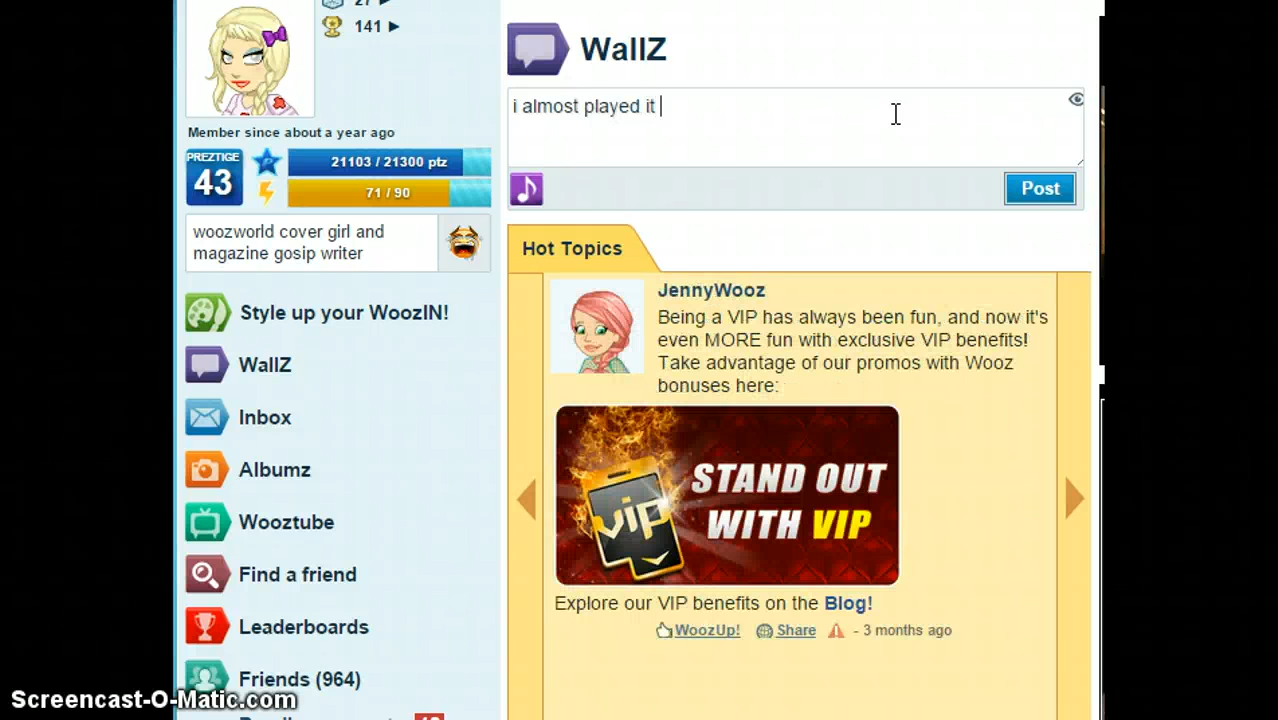 27
141
Member since about a year ago
PREZTIGE
43
21103 / 21300 ptz
71 / 90
woozworld cover girl and
magazine gosip writer
Style up your WoozIN!
WallZ
Inbox
Albumz
Wooztube
Find a friend
Leaderboards
Friends (964)
WallZ
i almost played it
Post
Hot Topics
JennyWooz
Being a VIP has always been fun, and now it's
even MORE fun with exclusive VIP benefits!
Take advantage of our promos with Wooz
bonuses here:
vip
STAND OUT
WITH VIP
Explore our VIP benefits on the Blog!
WoozUp! Share - 3 months ago
Screencast-O-Matic.com